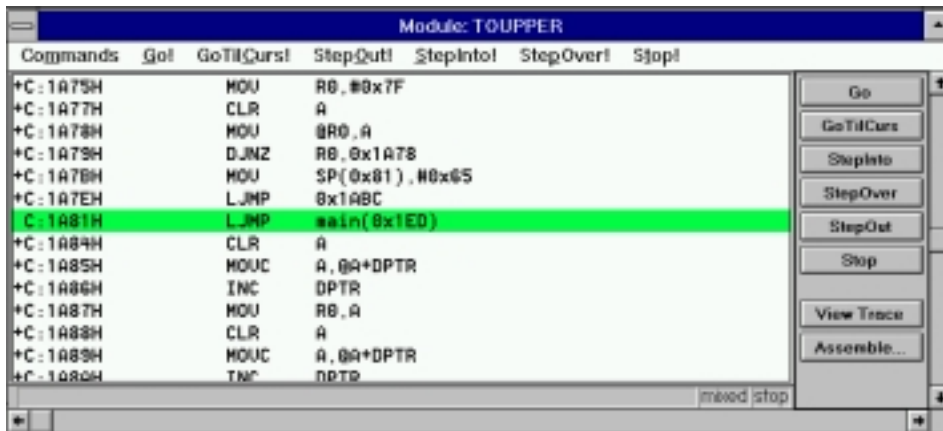 Module: TOUPPER
Commands Go! GoTilCurs! StepOut! StepInto! StepOver! Stop!
+C:1A75H MOV R0,#0x7F
+C:1A77H CLR A
+C:1A78H MOV @R0,A
+C:1A79H DJNZ R0,0x1A78
+C:1A7BH MOV SP(0x81),#0x65
+C:1A7EH LJMP 0x1ABC
C:1A81H LJMP main(0x1ED)
+C:1A84H CLR A
+C:1A85H MOVC A,@A+DPTR
+C:1A86H INC DPTR
+C:1A87H MOV R0,A
+C:1A88H CLR A
+C:1A89H MOVC A,@A+DPTR
+C:1A8AH INC DPTR
mixed stop
Go
GoTilCurs
StepInto
StepOver
StepOut
Stop
View Trace
Assemble...